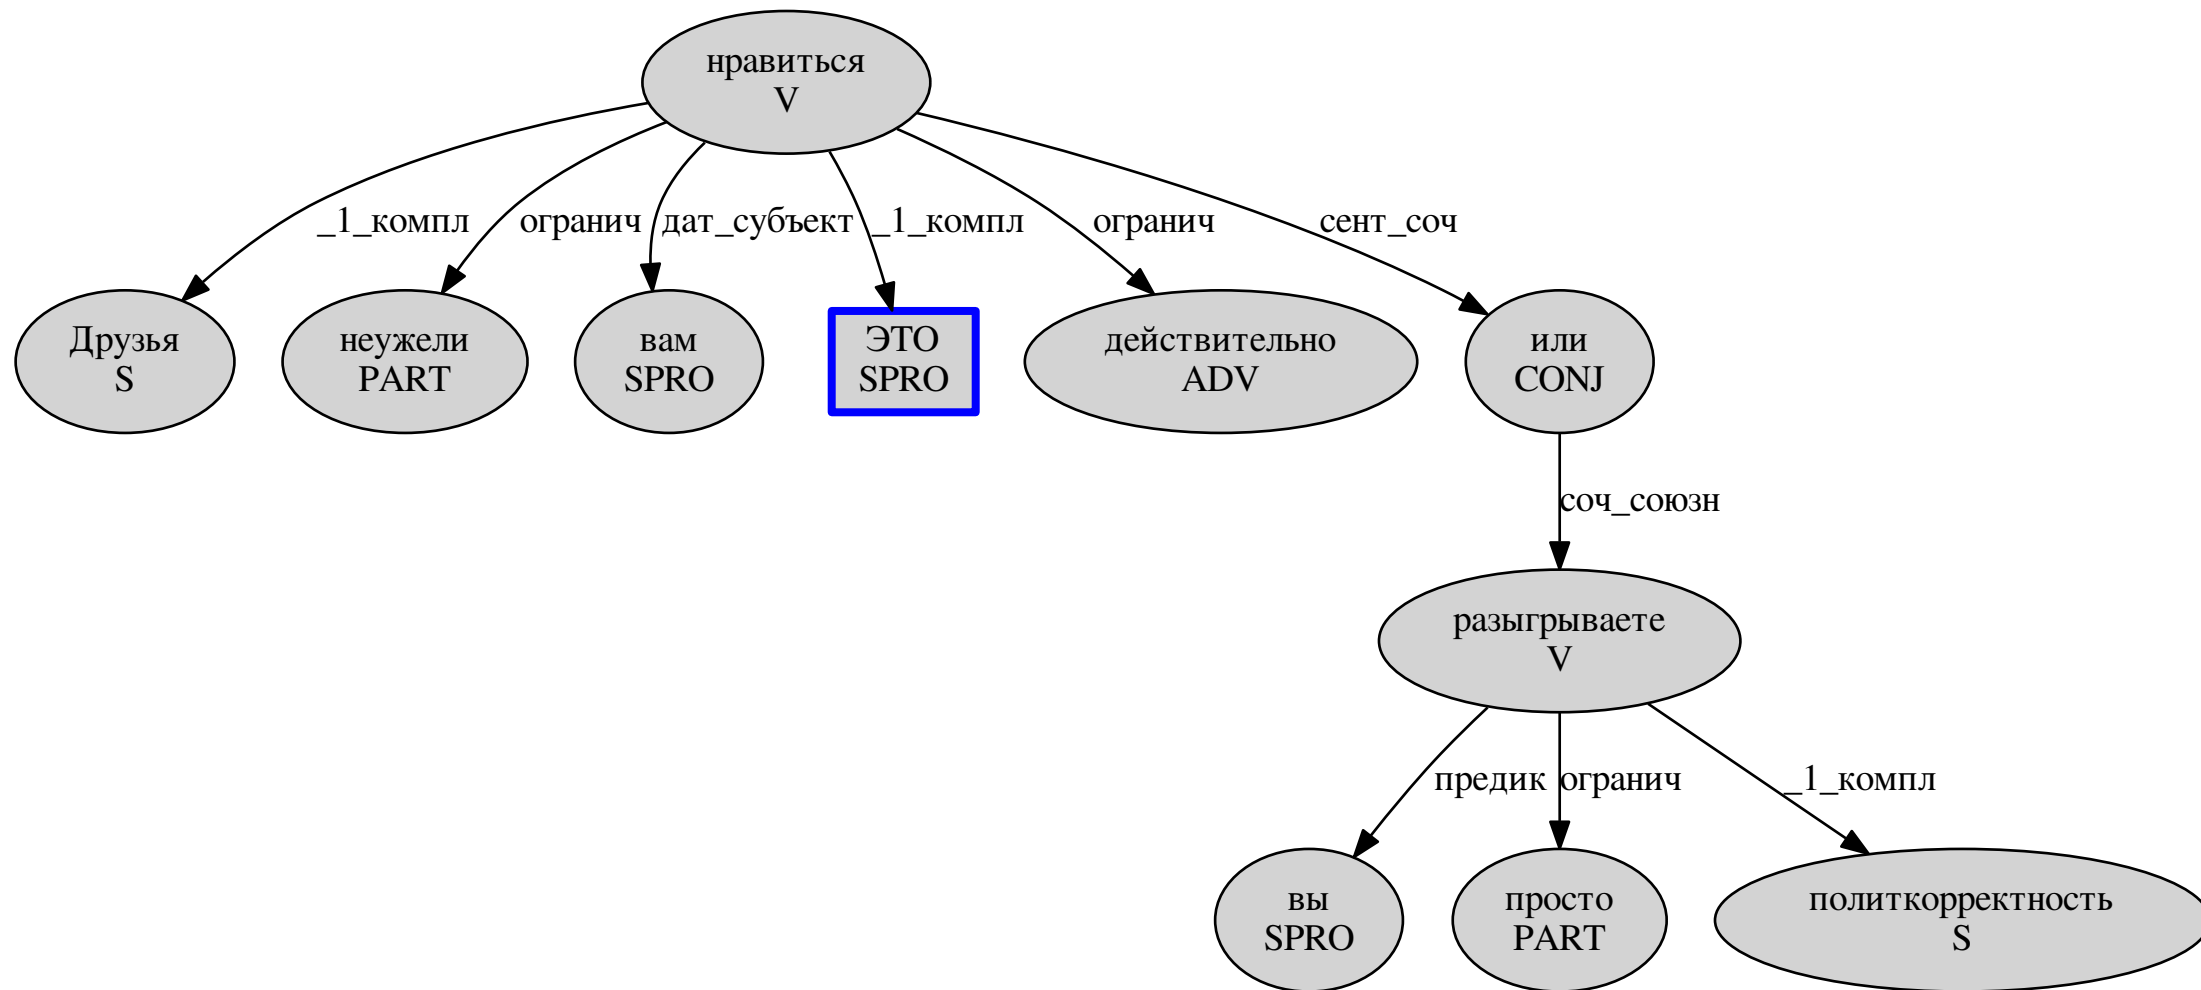 нравиться
V
_1_компл
огранич
дат_субъект
_1_компл
огранич
сент_соч
Друзья
S
неужели
PART
вам
SPRO
ЭТО
SPRO
действительно
ADV
или
CONJ
соч_союзн
разыгрываете
V
предик
огранич
_1_компл
вы
SPRO
просто
PART
политкорректность
S